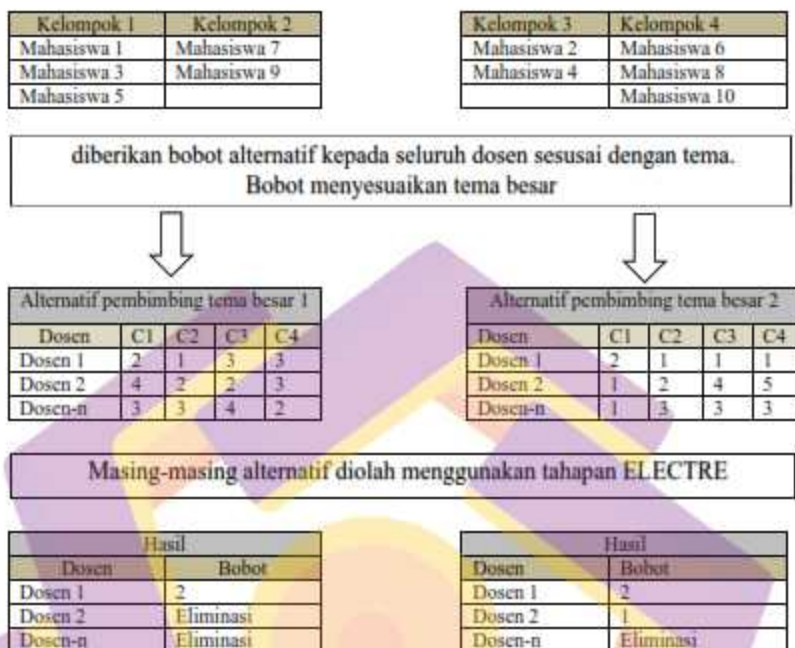 Kelompok 1 Kelompok 2
Mahasiswa 1 Mahasiswa 7
Mahasiswa 3 Mahasiswa 9
Mahasiswa 5
Kelompok 3 Kelompok 4
Mahasiswa 2 Mahasiswa 6
Mahasiswa 4 Mahasiswa 8
Mahasiswa 10
diberikan bobot alternatif kepada seluruh dosen sesusai dengan tema.
Bobot menyesuaikan tema besar
Alternatif pembimbing tema besar 1
Dosen C1 C2 C3 C4
Dosen 1 2 1 3 3
Dosen 2 4 2 2 3
Dosen-n 3 3 4 2
Alternatif pembimbing tema besar 2
Dosen C1 C2 C3 C4
Dosen 1 2 1 1 1
Dosen 2 1 2 4 5
Dosen-n 1 3 3 3
Masing-masing alternatif diolah menggunakan tahapan ELECTRE
Hasil
Dosen Bobot
Dosen 1 2
Dosen 2 Eliminasi
Dosen-n Eliminasi
Hasil
Dosen Bobot
Dosen 1 2
Dosen 2 1
Dosen-n Eliminasi